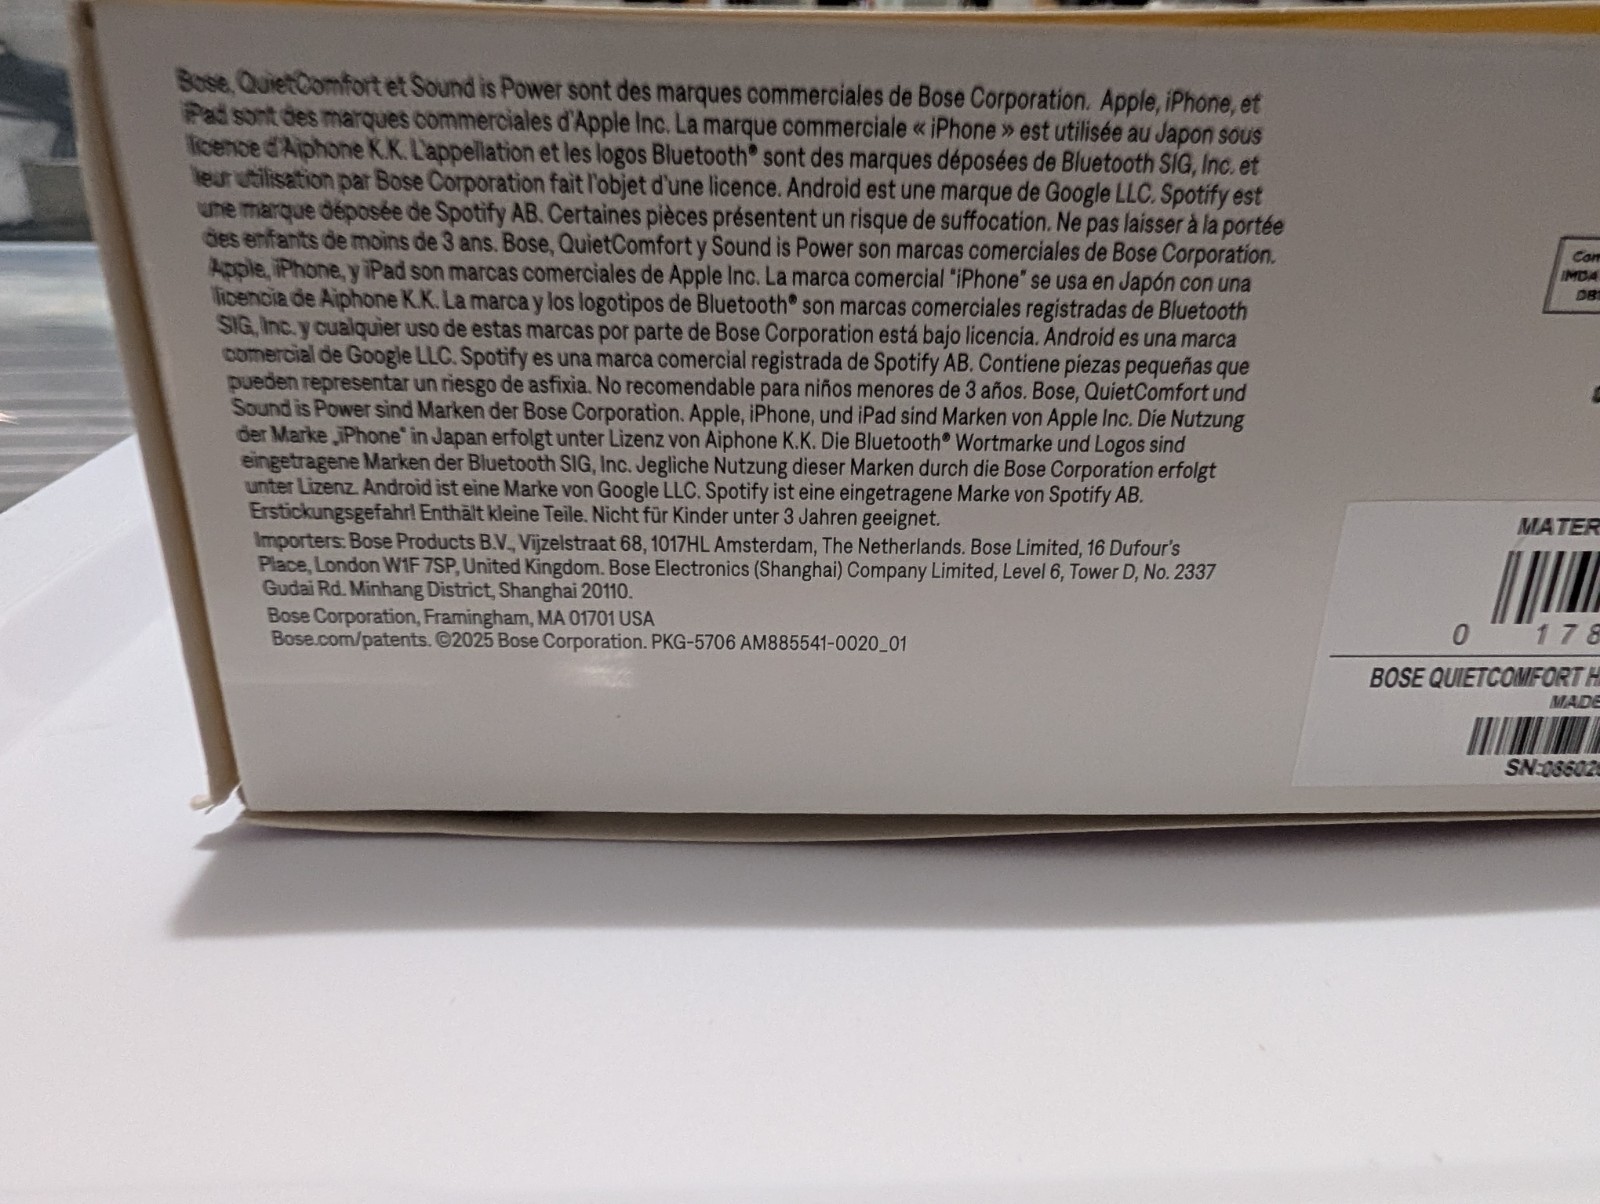 Bose, QuietComfort et Sound is Power sont des marques commerciales de Bose Corporation. Apple, iPhone, et
iPad sont des marques commerciales d'Apple Inc. La marque commerciale « iPhone » est utilisée au Japon sous
licence d'Aiphone K.K. L'appellation et les logos Bluetooth® sont des marques déposées de Bluetooth SIG, Inc. et
leur utilisation par Bose Corporation fait l'objet d'une licence. Android est une marque de Google LLC. Spotify est
une marque déposée de Spotify AB. Certaines pièces présentent un risque de suffocation. Ne pas laisser à la portée
des enfants de moins de 3 ans. Bose, QuietComfort y Sound is Power son marcas comerciales de Bose Corporation.
Apple, iPhone, y iPad son marcas comerciales de Apple Inc. La marca comercial "iPhone" se usa en Japón con una
licencia de Aiphone K.K. La marca y los logotipos de Bluetooth® son marcas comerciales registradas de Bluetooth
SIG, Inc. y cualquier uso de estas marcas por parte de Bose Corporation está bajo licencia. Android es una marca
comercial de Google LLC. Spotify es una marca comercial registrada de Spotify AB. Contiene piezas pequeñas que
pueden representar un riesgo de asfixia. No recomendable para niños menores de 3 años. Bose, QuietComfort und
Sound is Power sind Marken der Bose Corporation. Apple, iPhone, und iPad sind Marken von Apple Inc. Die Nutzung
der Marke „iPhone" in Japan erfolgt unter Lizenz von Aiphone K.K. Die Bluetooth® Wortmarke und Logos sind
eingetragene Marken der Bluetooth SIG, Inc. Jegliche Nutzung dieser Marken durch die Bose Corporation erfolgt
unter Lizenz. Android ist eine Marke von Google LLC. Spotify ist eine eingetragene Marke von Spotify AB.
Erstickungsgefahr! Enthält kleine Teile. Nicht für Kinder unter 3 Jahren geeignet.
Importers: Bose Products B.V., Vijzelstraat 68, 1017HL Amsterdam, The Netherlands. Bose Limited, 16 Dufour's
Place, London W1F 7SP, United Kingdom. Bose Electronics (Shanghai) Company Limited, Level 6, Tower D, No. 2337
Gudai Rd. Minhang District, Shanghai 20110.
Bose Corporation, Framingham, MA 01701 USA
Bose.com/patents. ©2025 Bose Corporation. PKG-5706 AM885541-0020_01
Com
IMDA
DB
MATER
0 178
BOSE QUIETCOMFORT H
MADE
SN:08602